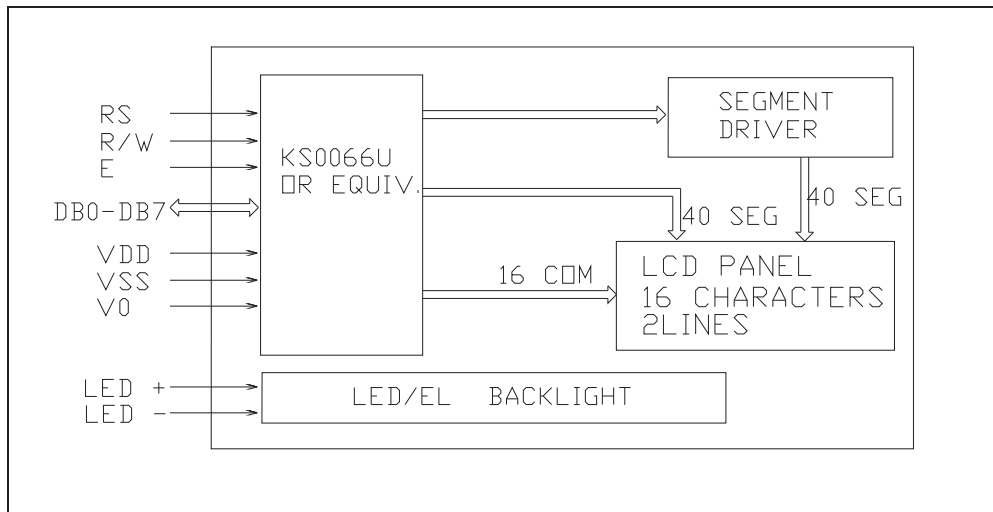 RS
R/W
E
DB0-DB7
VDD
VSS
V0
LED +
LED -
KS0066U
OR EQUIV.
SEGMENT
DRIVER
40 SEG
40 SEG
16 COM
LCD PANEL
16 CHARACTERS
2LINES
LED/EL BACKLIGHT